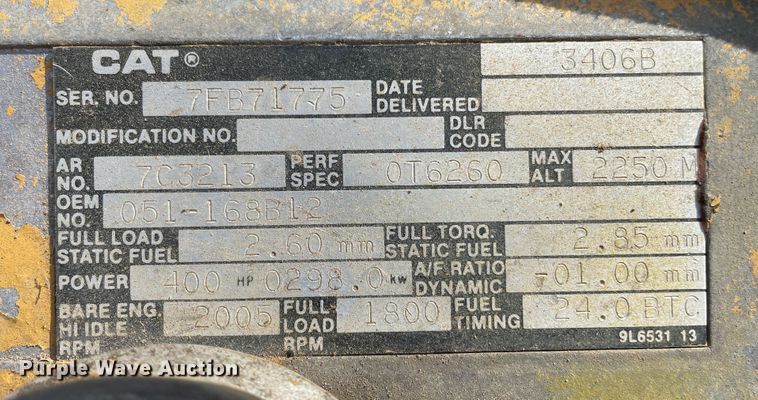 CAT® 3406B
SER. NO. 7FB71775 DATE DELIVERED
MODIFICATION NO. DLR CODE
AR NO. 7C3213 PERF SPEC 0T6260 MAX ALT 2250 M
OEM NO. 051-168B12
FULL LOAD STATIC FUEL 2.60 mm FULL TORQ. STATIC FUEL 2.85 mm
POWER 400 HP 0298.0 kw A/F RATIO DYNAMIC -01.00 mm
BARE ENG. HI IDLE RPM 2005 FULL LOAD RPM 1800 FUEL TIMING 24.0 BTC
9L6531 13
Purple Wave Auction